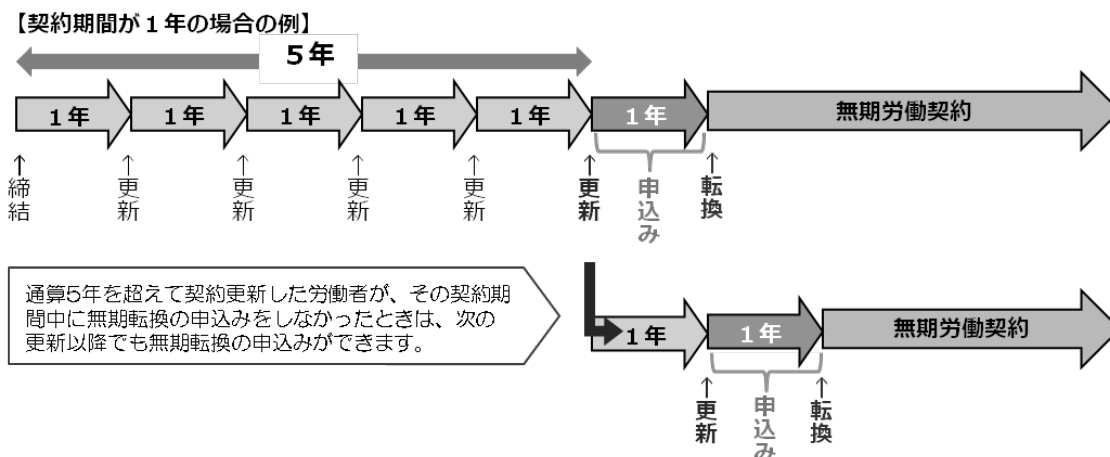 【契約期間が１年の場合の例】
５年
１年
１年
１年
１年
１年
１年
無期労働契約
↑締結
↑更新
↑更新
↑更新
↑更新
↑更新
申込み
↑転換
通算5年を超えて契約更新した労働者が、その契約期
間中に無期転換の申込みをしなかったときは、次の
更新以降でも無期転換の申込みができます。
１年
１年
無期労働契約
↑更新
申込み
↑転換